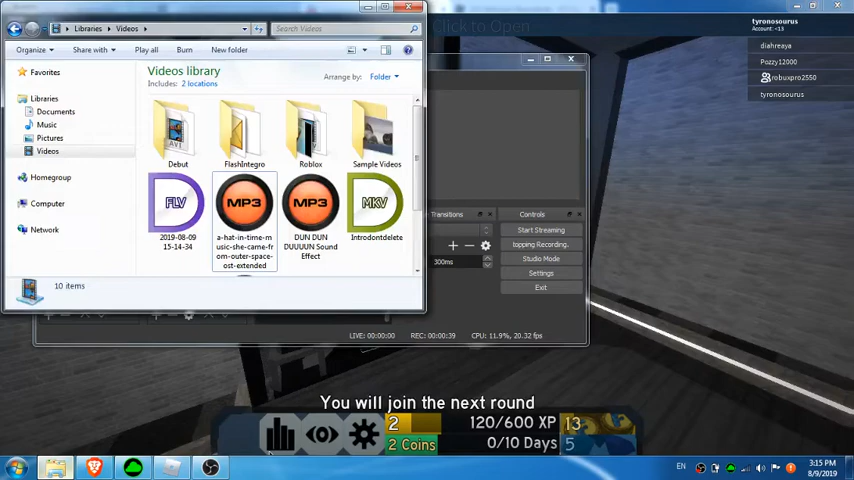 Libraries ▸ Videos ▸
Search Videos
Organize
Share with
Play all
Burn
New folder
Favorites
Libraries
Documents
Music
Pictures
Videos
Homegroup
Computer
Network
Videos library
Includes: 2 locations
Arrange by: Folder
AVI
Debut
FlashIntegro
Roblox
Sample Videos
FLV
MP3
MP3
MKV
2019-08-09
15-14-34
a-hat-in-time-m
usic-she-came-fr
om-outer-space-
ost-extended
DUN DUN
DUUUUN Sound
Effect
Introdontdelete
10 items
Click to Open
tyronosourus
Account: <13
diahreaya
Pozzy12000
robuxpro2550
tyronosourus
Transitions
300ms
Controls
Start Streaming
topping Recording..
Studio Mode
Settings
Exit
LIVE: 00:00:00
REC: 00:00:39
CPU: 11.9%, 20.32 fps
You will join the next round
2
120/600 XP
13
2 Coins
0/10 Days
5
EN
3:15 PM
8/9/2019